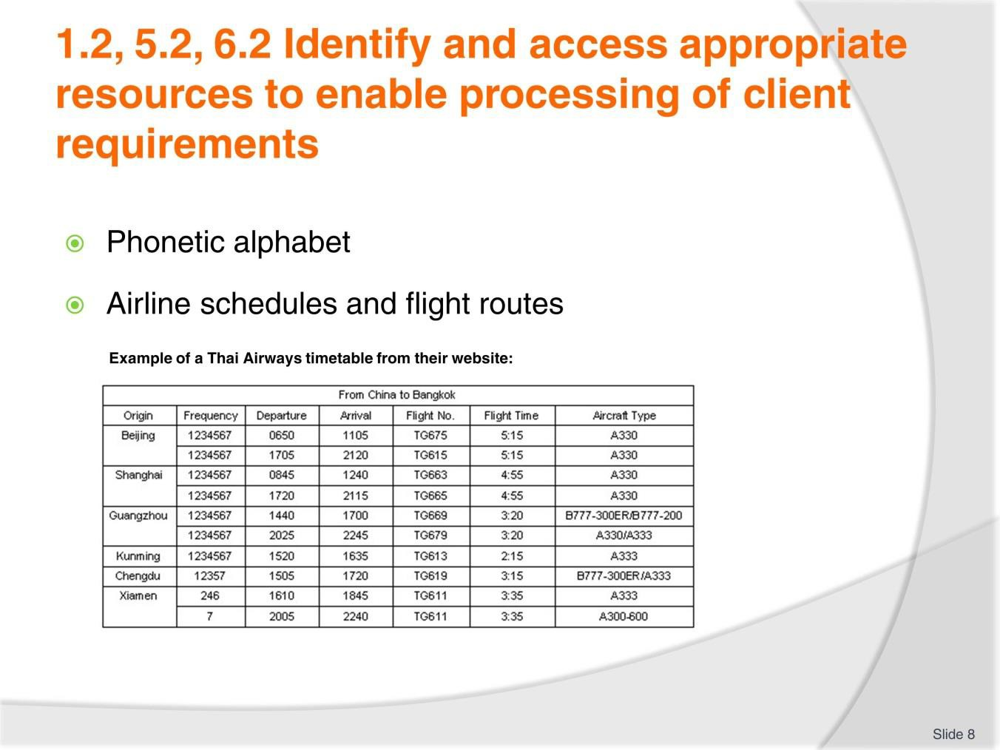 1.2, 5.2, 6.2 Identify and access appropriate
resources to enable processing of client
requirements
Phonetic alphabet
Airline schedules and flight routes
Example of a Thai Airways timetable from their website:
From China to Bangkok
Origin Frequency Departure Arrival Flight No. Flight Time Aircraft Type
Beijing 1234567 0650 1105 TG675 5:15 A330
1234567 1705 2120 TG615 5:15 A330
Shanghai 1234567 0845 1240 TG663 4:55 A330
1234567 1720 2115 TG665 4:55 A330
Guangzhou 1234567 1440 1700 TG669 3:20 B777-300ER/B777-200
1234567 2025 2245 TG679 3:20 A330/A333
Kunming 1234567 1520 1635 TG613 2:15 A333
Chengdu 12357 1505 1720 TG619 3:15 B777-300ER/A333
Xiamen 246 1610 1845 TG611 3:35 A333
7 2005 2240 TG611 3:35 A300-600
Slide 8